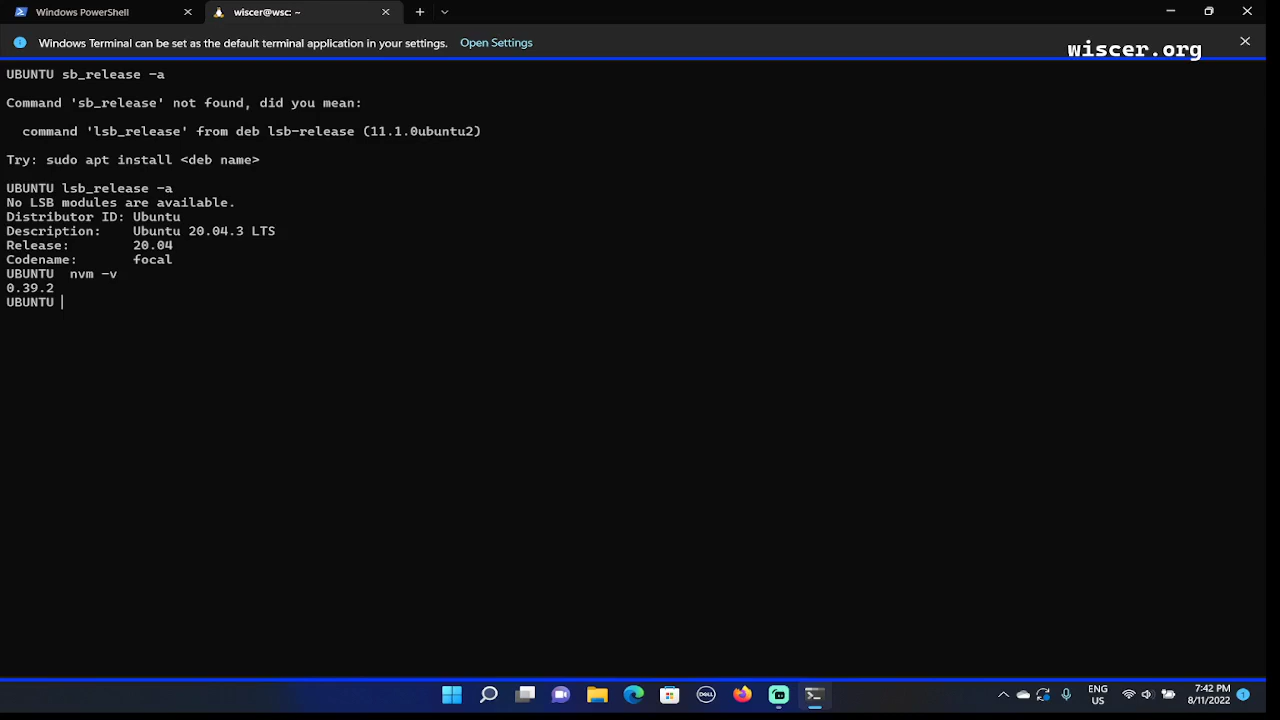 Windows PowerShell
wiscer@wsc: ~
Windows Terminal can be set as the default terminal application in your settings. Open Settings
wiscer.org
UBUNTU sb_release -a
Command 'sb_release' not found, did you mean:
command 'lsb_release' from deb lsb-release (11.1.0ubuntu2)
Try: sudo apt install <deb name>
UBUNTU lsb_release -a
No LSB modules are available.
Distributor ID: Ubuntu
Description: Ubuntu 20.04.3 LTS
Release: 20.04
Codename: focal
UBUNTU nvm -v
0.39.2
UBUNTU
DELL
ENG
US
7:42 PM
8/11/2022
1